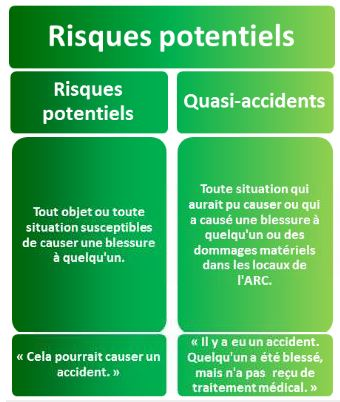 Risques potentiels
Risques
potentiels
Quasi-accidents
Tout objet ou toute
situation susceptibles
de causer une blessure
à quelqu'un.
Toute situation qui
aurait pu causer ou qui
a causé une blessure à
quelqu'un ou des
dommages matériels
dans les locaux de
l'ARC.
« Cela pourrait causer un
accident. »
« Il y a eu un accident.
Quelqu'un a été blessé,
mais n'a pas reçu de
traitement médical. »